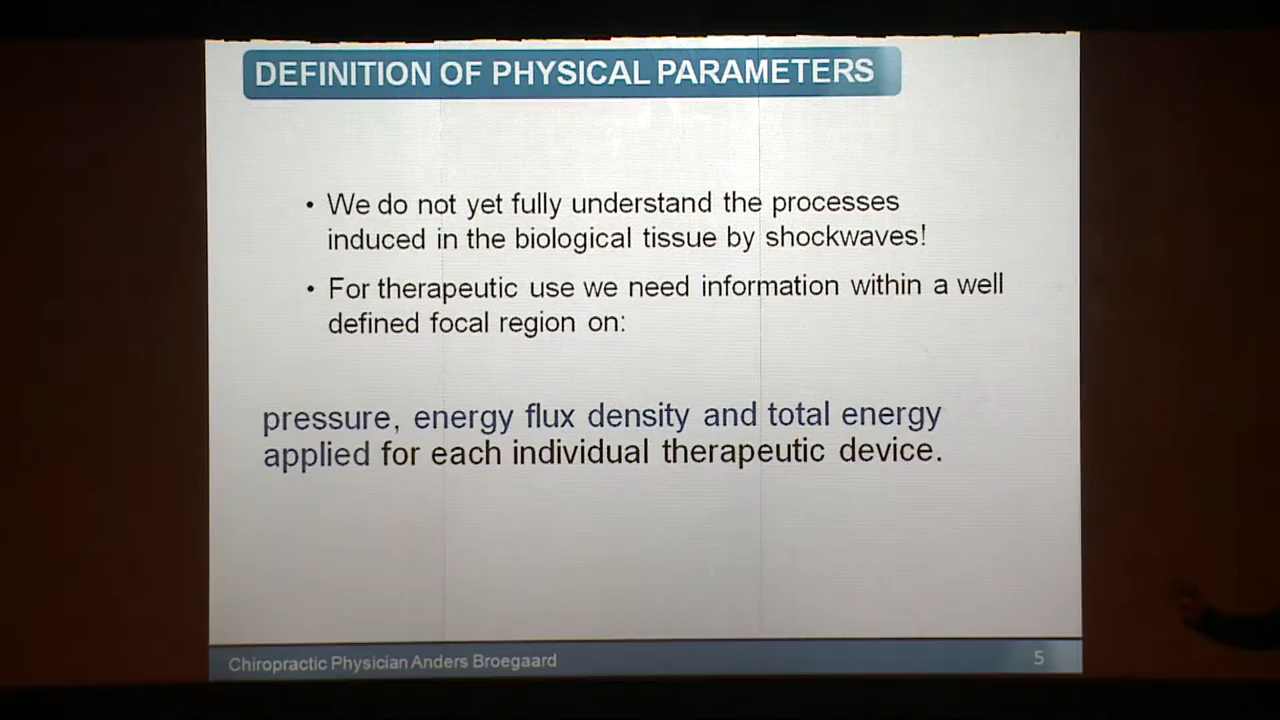 DEFINITION OF PHYSICAL PARAMETERS
• We do not yet fully understand the processes
induced in the biological tissue by shockwaves!
• For therapeutic use we need information within a well
defined focal region on:
pressure, energy flux density and total energy
applied for each individual therapeutic device.
Chiropractic Physician Anders Broegaard
5